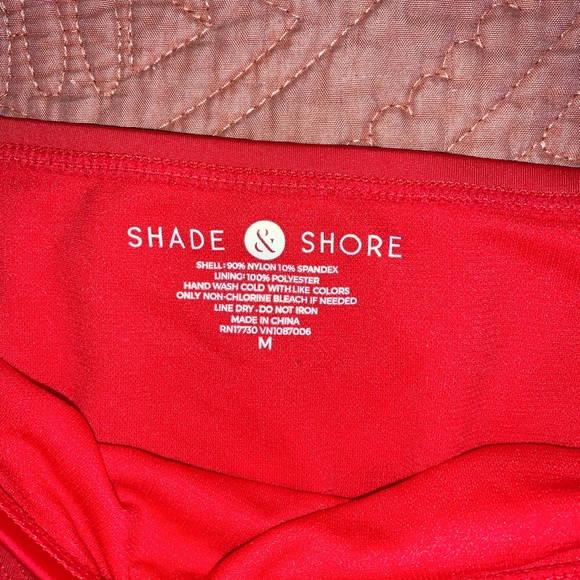 SHADE & SHORE
SHELL: 90% NYLON 10% SPANDEX
LINING: 100% POLYESTER
HAND WASH COLD WITH LIKE COLORS
ONLY NON-CHLORINE BLEACH IF NEEDED
LINE DRY. DO NOT IRON
MADE IN CHINA
RN17730 VN1087006
M